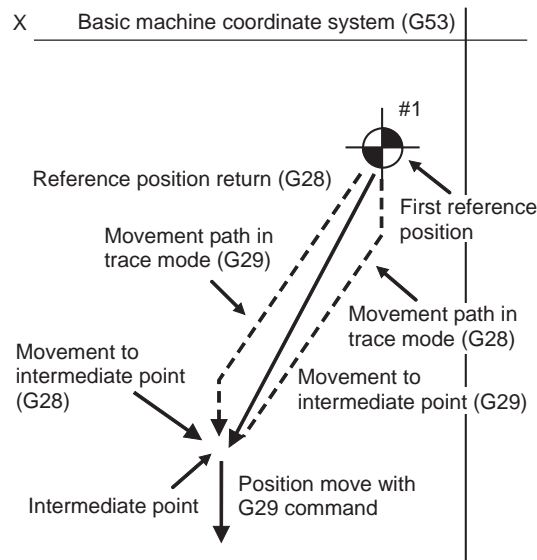 X Basic machine coordinate system (G53)
#1
Reference position return (G28)
First reference
position
Movement path in
trace mode (G29)
Movement path in
trace mode (G28)
Movement to
intermediate point
(G28)
Movement to
intermediate point (G29)
Intermediate point
Position move with
G29 command